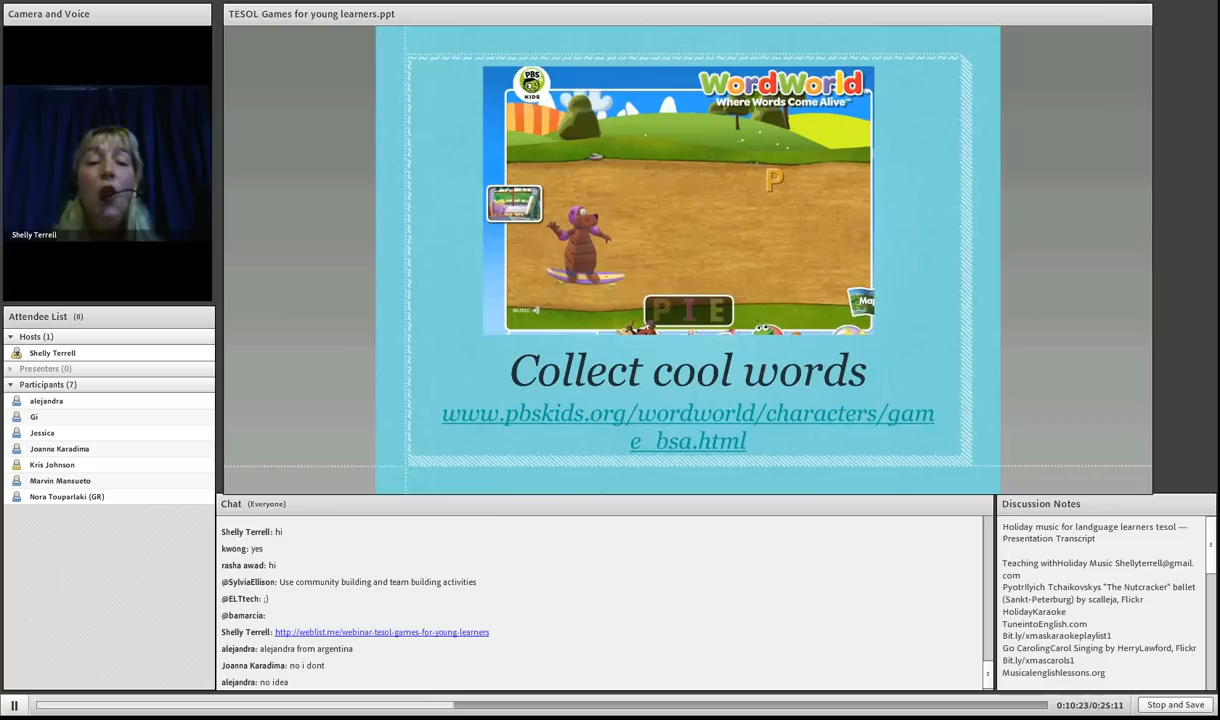 Camera and Voice
Shelly Terrell
Attendee List (8)
Hosts (1)
Shelly Terrell
Presenters (0)
Participants (7)
alejandra
Gi
Jessica
Joanna Karadima
Kris Johnson
Marvin Mansueto
Nora Touparlaki (GR)
TESOL Games for young learners.ppt
PBS
KIDS
WordWorld
Where Words Come Alive™
P
MUSIC
PIE
Map
Collect cool words
www.pbskids.org/wordworld/characters/gam
e_bsa.html
Chat (Everyone)
Shelly Terrell: hi
kwong: yes
rasha awad: hi
@SylviaEllison: Use community building and team building activities
@ELTtech: ;)
@bamarcia:
Shelly Terrell: http://weblist.me/webinar-tesol-games-for-young-learners
alejandra: alejandra from argentina
Joanna Karadima: no i dont
alejandra: no idea
Discussion Notes
Holiday music for landguage learners tesol —
Presentation Transcript
Teaching withHoliday Music Shellyterrell@gmail.
com
PyotrIlyich Tchaikovskys "The Nutcracker" ballet
(Sankt-Peterburg) by scalleja, Flickr
HolidayKaraoke
TuneintoEnglish.com
Bit.ly/xmaskaraokeplaylist1
Go CarolingCarol Singing by HerryLawford, Flickr
Bit.ly/xmascarols1
Musicalenglishlessons.org
0:10:23/0:25:11
Stop and Save